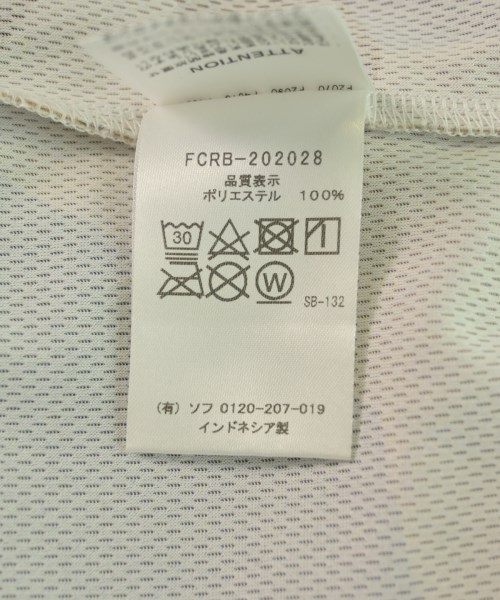 ATTENTION
FCRB-202028
品質表示
ポリエステル 100%
30
W
SB-132
(有) ソフ 0120-207-019
インドネシア製